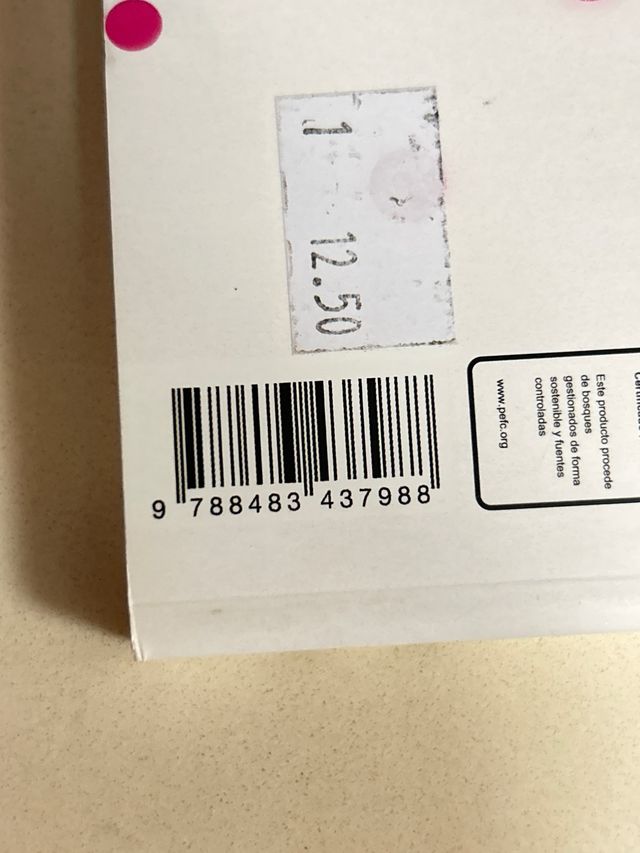 1
12.50
9 788483 437988
Este producto procede
de bosques
gestionados de forma
sostenible y fuentes
controladas
www.pefc.org